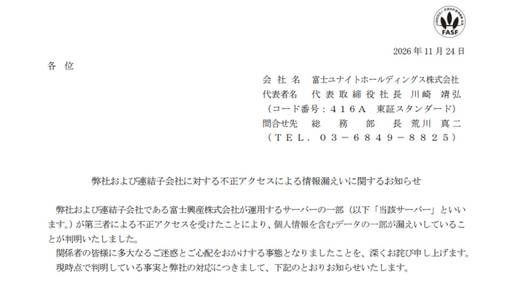 FASF
2026年11月24日
各 位
会 社 名 富士ユナイトホールディングス株式会社
代表者名 代 表 取 締 役 社 長 川 崎 靖 弘
（コード番号：４１６Ａ 東証スタンダード）
問合せ先 総 務 部 長 荒 川 真 二
（ＴＥＬ．０３－６８４９－８８２５）
弊社および連結子会社に対する不正アクセスによる情報漏えいに関するお知らせ
弊社および連結子会社である富士興産株式会社が運用するサーバーの一部（以下「当該サーバー」といい
ます。）が第三者による不正アクセスを受けたことにより、個人情報を含むデータの一部が漏えいしているこ
とが判明いたしました。
関係者の皆様に多大なるご迷惑とご心配をおかけする事態となりましたことを、深くお詫び申し上げます。
現時点で判明している事実と弊社の対応につきまして、下記のとおりお知らせいたします。